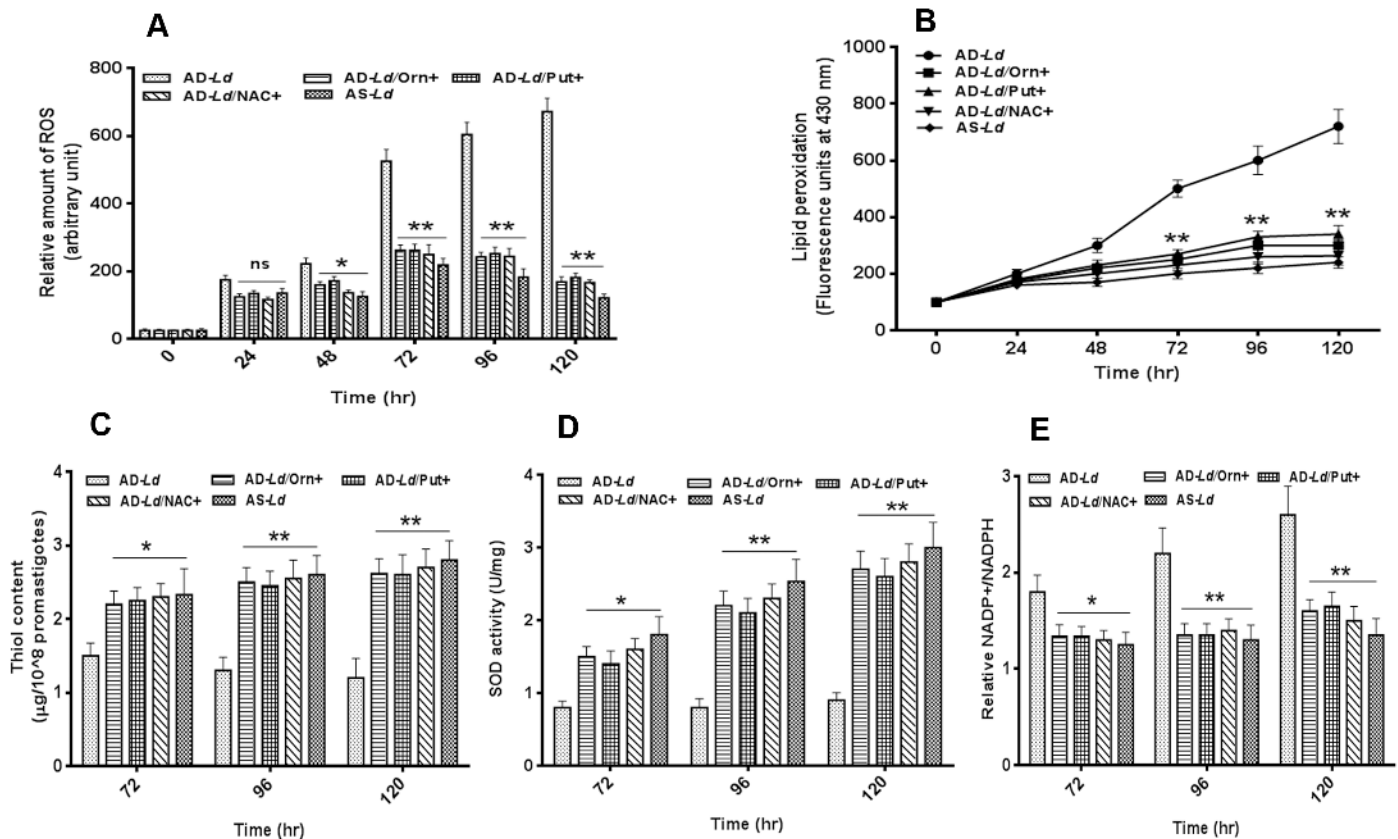 A
800
600
400
200
0
Relative amount of ROS
(arbitrary unit)
AD-Ld
AD-Ld/Orn+
AD-Ld/Put+
AD-Ld/NAC+
AS-Ld
ns
*
**
**
**
0
24
48
72
96
120
Time (hr)
B
1000
800
600
400
200
0
Lipid peroxidation
(Fluorescence units at 430 nm)
AD-Ld
AD-Ld/Orn+
AD-Ld/Put+
AD-Ld/NAC+
AS-Ld
**
**
**
0
24
48
72
96
120
Time (hr)
C
4
3
2
1
0
Thiol content
(µg/10^8 promastigotes)
AD-Ld
AD-Ld/Orn+
AD-Ld/Put+
AD-Ld/NAC+
AS-Ld
*
**
**
72
96
120
Time (hr)
D
4
3
2
1
0
SOD activity (U/mg)
AD-Ld
AD-Ld/Orn+
AD-Ld/Put+
AD-Ld/NAC+
AS-Ld
*
**
**
72
96
120
Time (hr)
E
3
2
1
0
Relative NADP+/NADPH
AD-Ld
AD-Ld/Orn+
AD-Ld/Put+
AD-Ld/NAC+
AS-Ld
*
**
**
72
96
120
Time (hr)